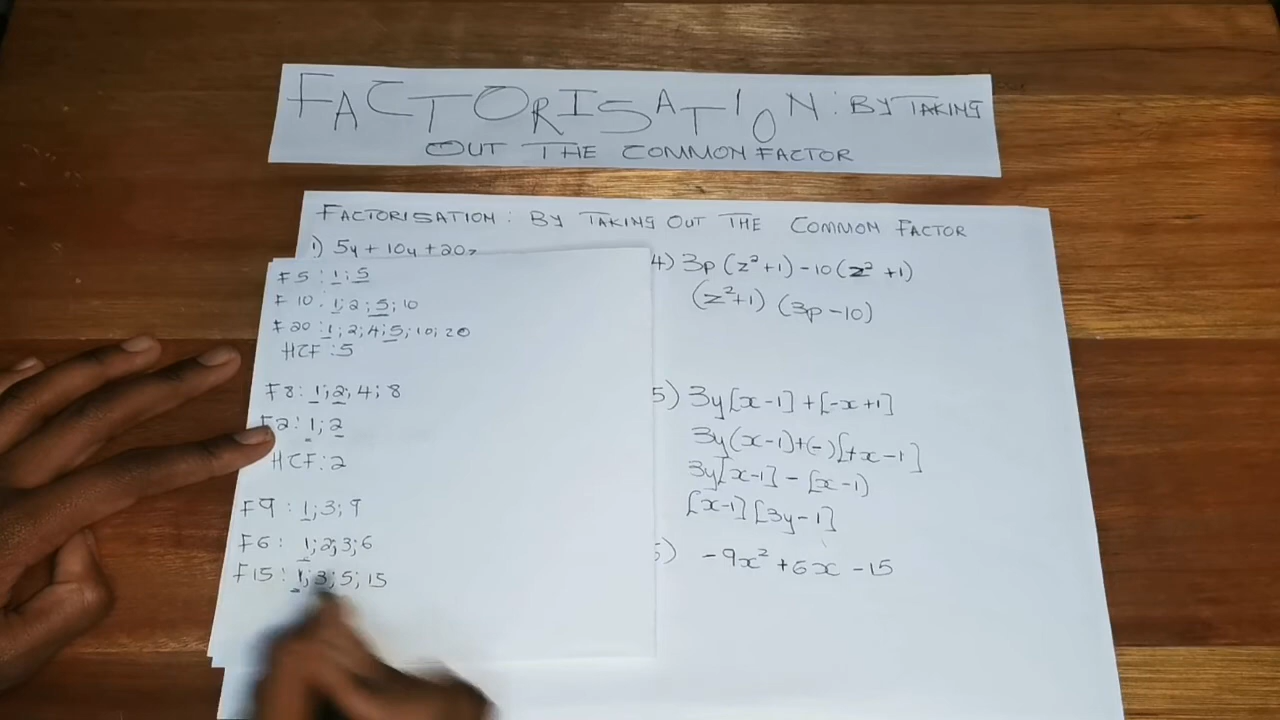 FACTORISATION: BY TAKING
OUT THE COMMON FACTOR
FACTORISATION: BY TAKING OUT THE COMMON FACTOR
1) 5y + 10y + 20
F5 : 1; 5
F10 : 1; 2; 5; 10
F20 : 1; 2; 4; 5; 10; 20
HCF : 5
F8 : 1; 2; 4; 8
F2 : 1; 2
HCF : 2
F9 : 1; 3; 9
F6 : 1; 2; 3; 6
F15 : 1; 3; 5; 15
4) 3p (z² + 1) - 10 (z² + 1)
(z² + 1) (3p - 10)
5) 3y [x - 1] + [-x + 1]
3y (x - 1) + (-) [+x - 1]
3y [x - 1] - [x - 1)
[x - 1] [3y - 1]
) -9x² + 6x - 15